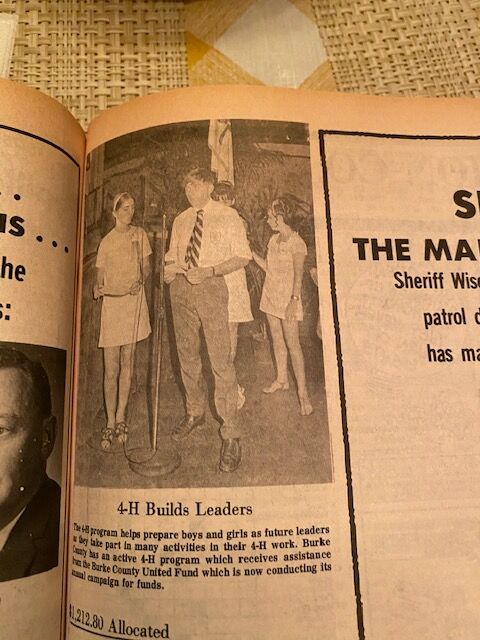 . .
us . . .
he
s:
4-H Builds Leaders
The 4-H program helps prepare boys and girls as future leaders
as they take part in many activities in their 4-H work. Burke
County has an active 4-H program which receives assistance
from the Burke County United Fund which is now conducting its
annual campaign for funds.
$1,212.80 Allocated
S
THE MA
Sheriff Wise
patrol
has ma